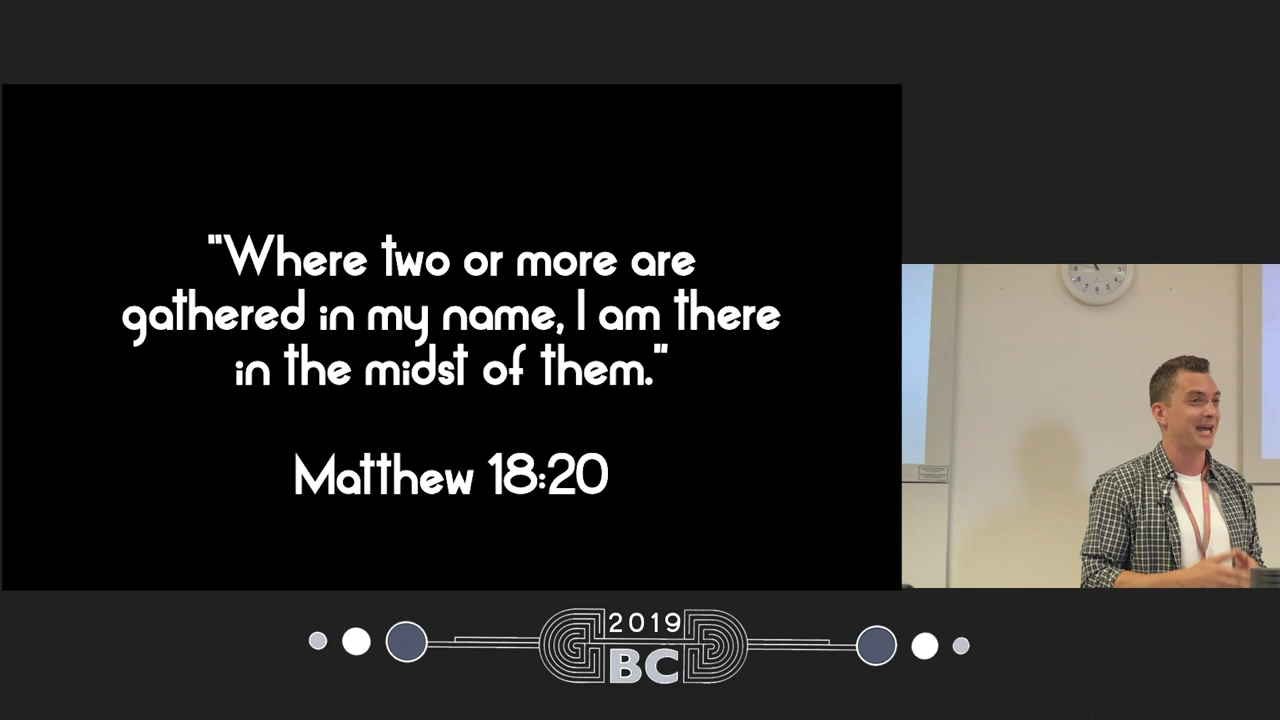 "Where two or more are
gathered in my name, I am there
in the midst of them."
Matthew 18:20
2019
BC